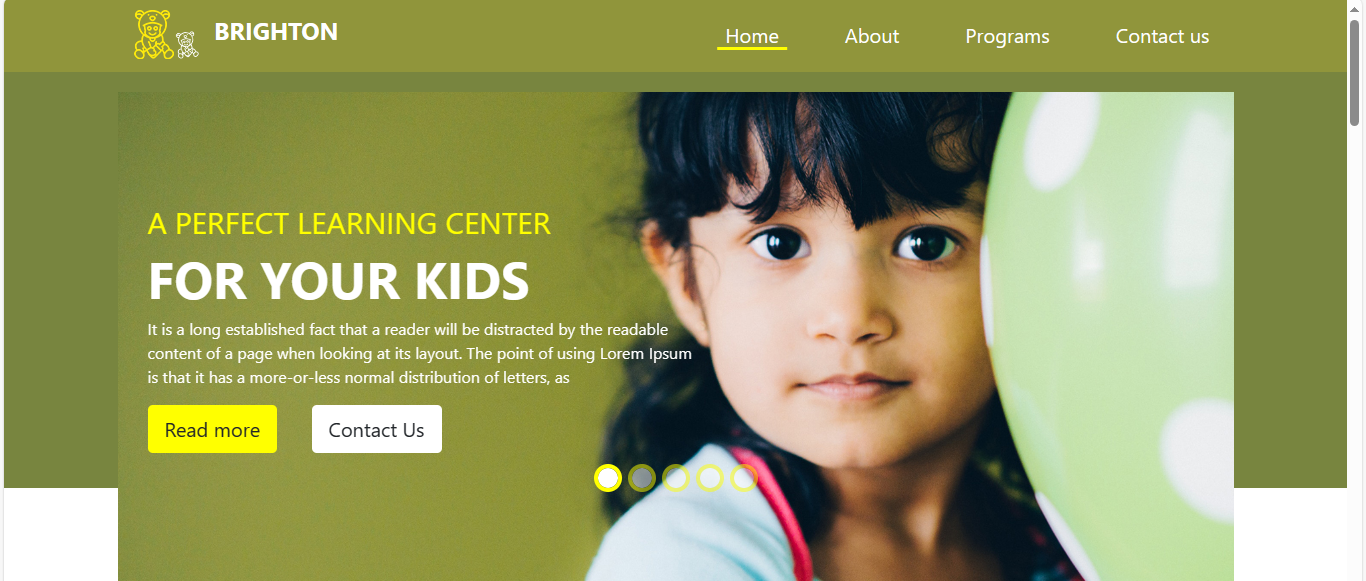 BRIGHTON
Home About Programs Contact us
A PERFECT LEARNING CENTER
FOR YOUR KIDS
It is a long established fact that a reader will be distracted by the readable
content of a page when looking at its layout. The point of using Lorem Ipsum
is that it has a more-or-less normal distribution of letters, as
Read more Contact Us